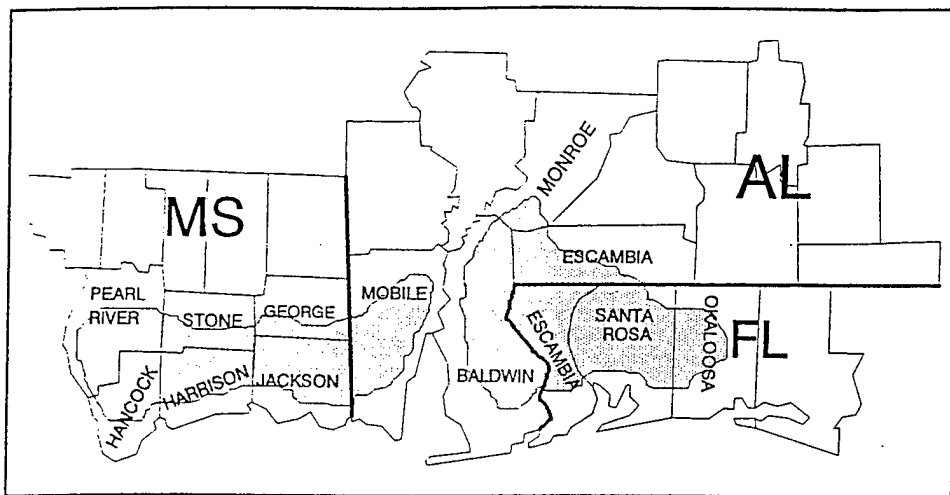 MS
AL
FL
MONROE
ESCAMBIA
PEARL
RIVER
STONE
GEORGE
MOBILE
HANCOCK
HARRISON
JACKSON
BALDWIN
ESCAMBIA
SANTA
ROSA
OKALOOSA